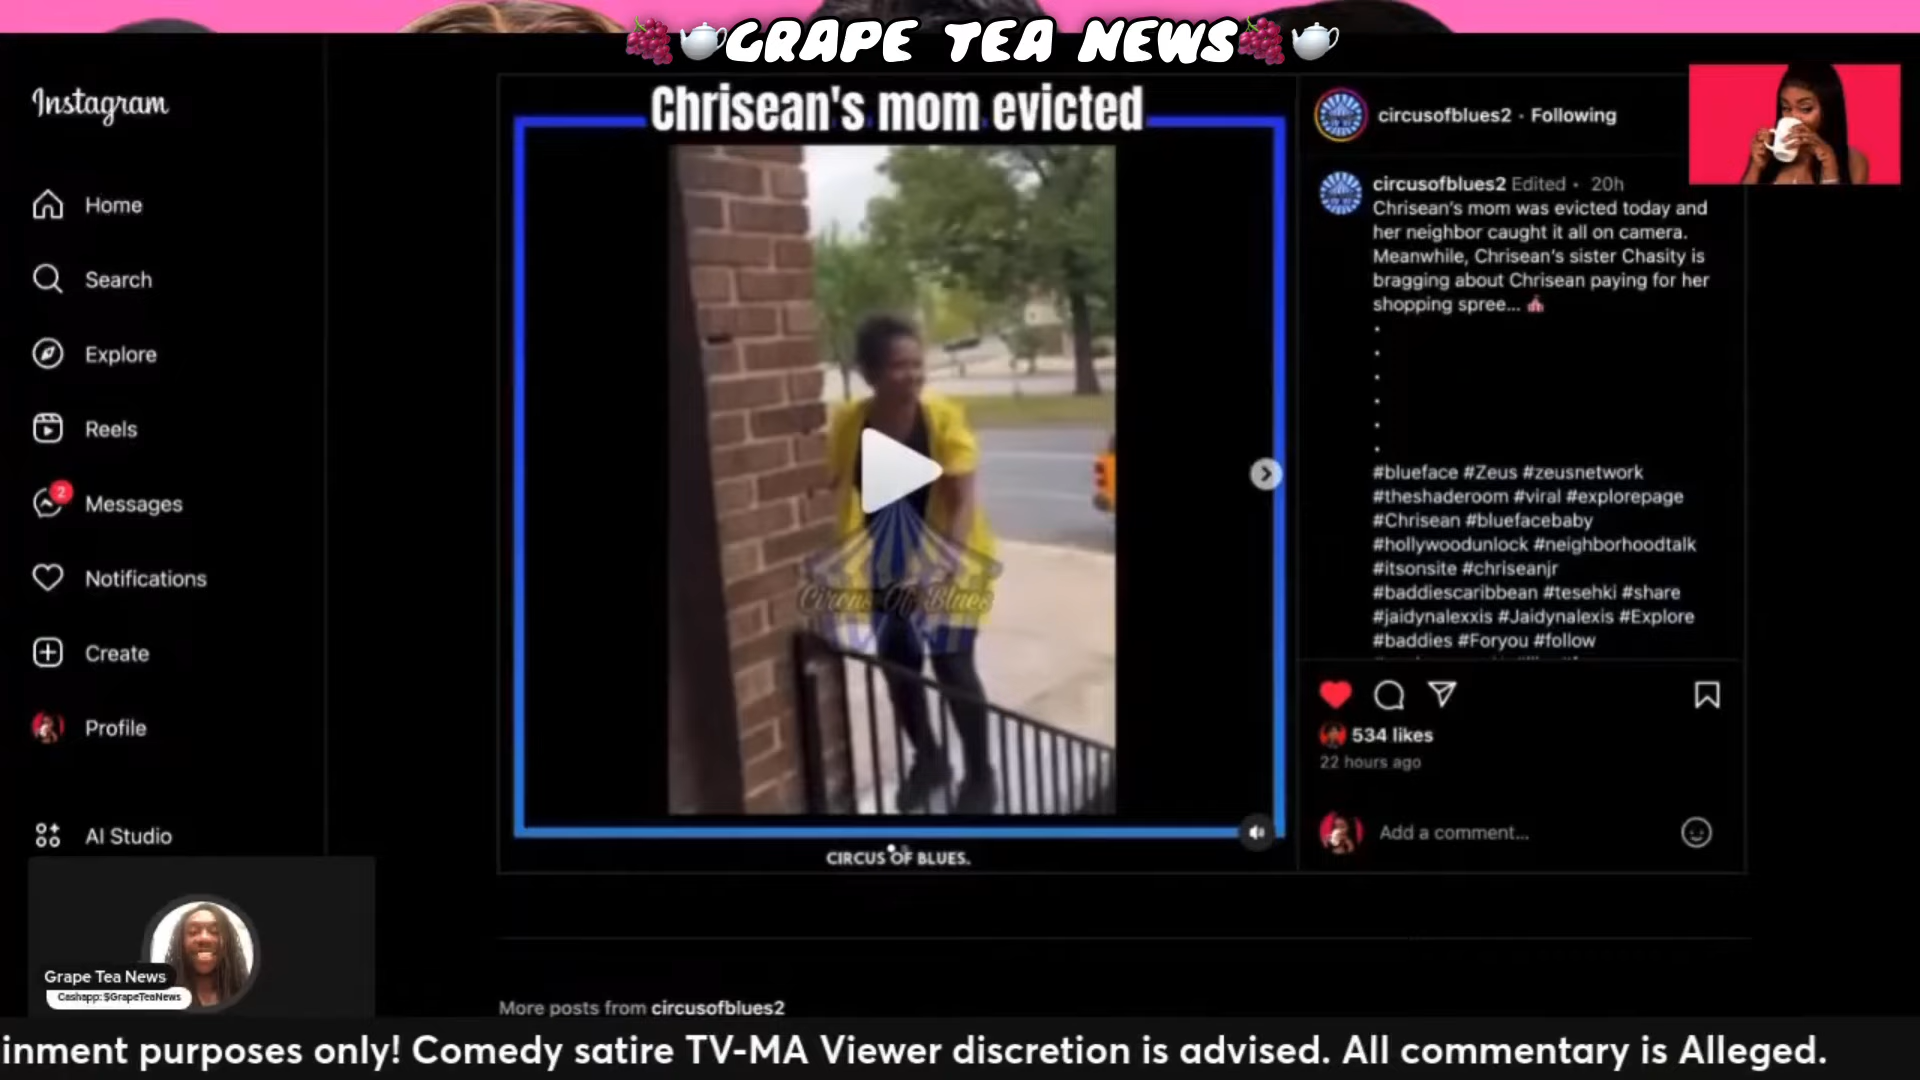 GRAPE TEA NEWS
Instagram
Home
Search
Explore
Reels
2
Messages
Notifications
Create
Profile
AI Studio
Grape Tea News
Cashapp: $GrapeTeaNews
Chrisean's mom evicted
Circus Of Blues
CIRCUS OF BLUES.
circusofblues2 • Following
circusofblues2 Edited • 20h
Chrisean's mom was evicted today and
her neighbor caught it all on camera.
Meanwhile, Chrisean's sister Chasity is
bragging about Chrisean paying for her
shopping spree... 🎪
.
.
.
.
.
.
#blueface #Zeus #zeusnetwork
#theshaderoom #viral #explorepage
#Chrisean #bluefacebaby
#hollywoodunlock #neighborhoodtalk
#itsonsite #chriseanjr
#baddiescaribbean #tesehki #share
#jaidynalexxis #Jaidynalexis #Explore
#baddies #Foryou #follow
534 likes
22 hours ago
Add a comment...
More posts from circusofblues2
inment purposes only! Comedy satire TV-MA Viewer discretion is advised. All commentary is Alleged.